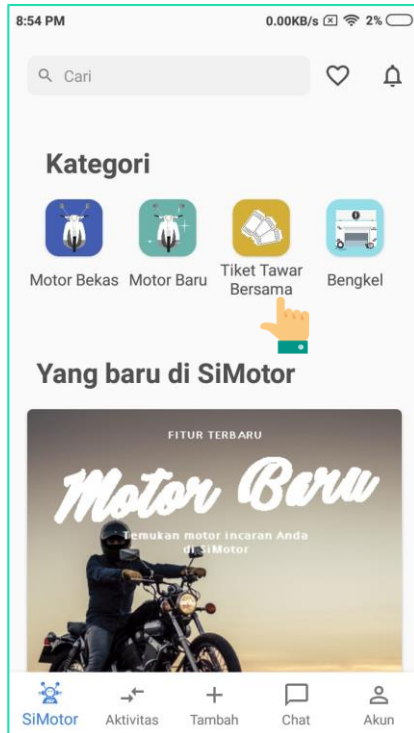 8:54 PM 0.00KB/s 2%
Cari
Kategori
Motor Bekas Motor Baru Tiket Tawar Bengkel
Bersama
Yang baru di SiMotor
FITUR TERBARU
Motor Baru
Temukan motor incaran Anda
di SiMotor
SiMotor Aktivitas Tambah Chat Akun